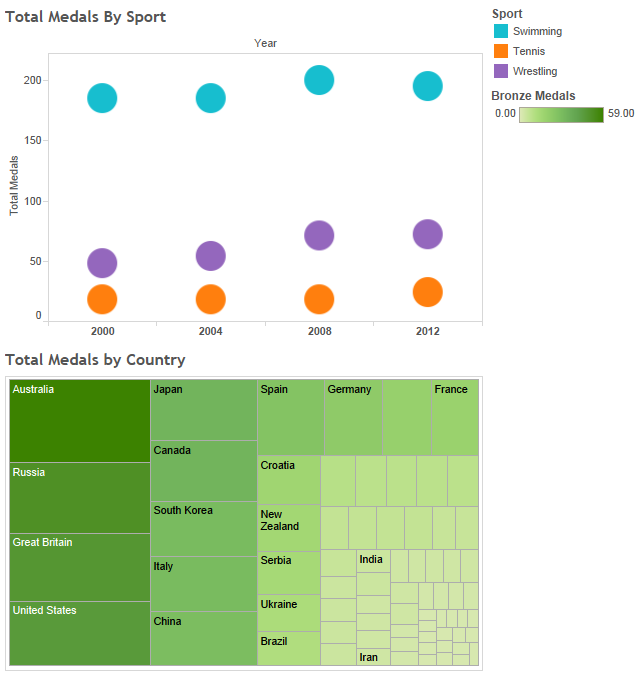 Total Medals By Sport
Year
Total Medals
200
150
100
50
0
2000
2004
2008
2012
Sport
Swimming
Tennis
Wrestling
Bronze Medals
0.00
59.00
Total Medals by Country
Australia
Russia
Great Britain
United States
Japan
Canada
South Korea
Italy
China
Spain
Germany
France
Croatia
New
Zealand
Serbia
Ukraine
Brazil
India
Iran